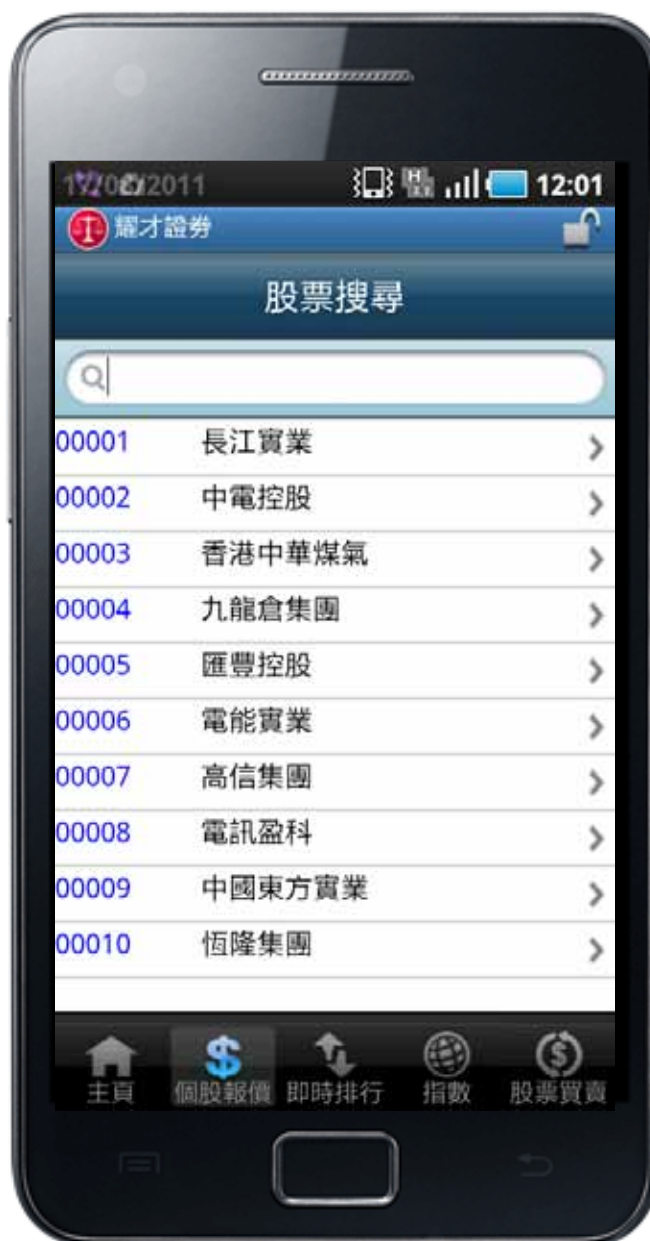 2011 12:01
耀才證券
股票搜尋
00001 長江實業
00002 中電控股
00003 香港中華煤氣
00004 九龍倉集團
00005 匯豐控股
00006 電能實業
00007 高信集團
00008 電訊盈科
00009 中國東方實業
00010 恆隆集團
主頁 個股報價 即時排行 指數 股票買賣